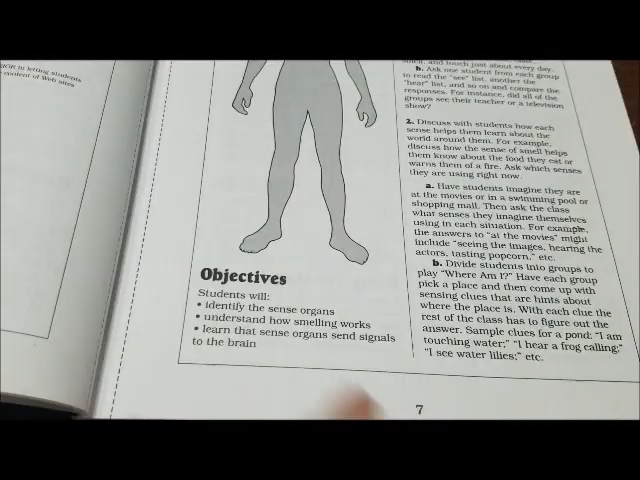 IOR in letting students
content of Web sites
Objectives
Students will:
• identify the sense organs
• understand how smelling works
• learn that sense organs send signals
to the brain
smell, and touch just about every day.
b. Ask one student from each group
to read the "see" list, another the
"hear" list, and so on and compare the
responses. For instance, did all of the
groups see their teacher or a television
show?
2. Discuss with students how each
sense helps them learn about the
world around them. For example,
discuss how the sense of smell helps
them know about the food they eat or
warns them of a fire. Ask which senses
they are using right now.
a. Have students imagine they are
at the movies or in a swimming pool or
shopping mall. Then ask the class
what senses they imagine themselves
using in each situation. For example,
the answers to "at the movies" might
include "seeing the images, hearing the
actors, tasting popcorn," etc.
b. Divide students into groups to
play "Where Am I?" Have each group
pick a place and then come up with
sensing clues that are hints about
where the place is. With each clue the
rest of the class has to figure out the
answer. Sample clues for a pond: "I am
touching water;" "I hear a frog calling;"
"I see water lilies;" etc.
7